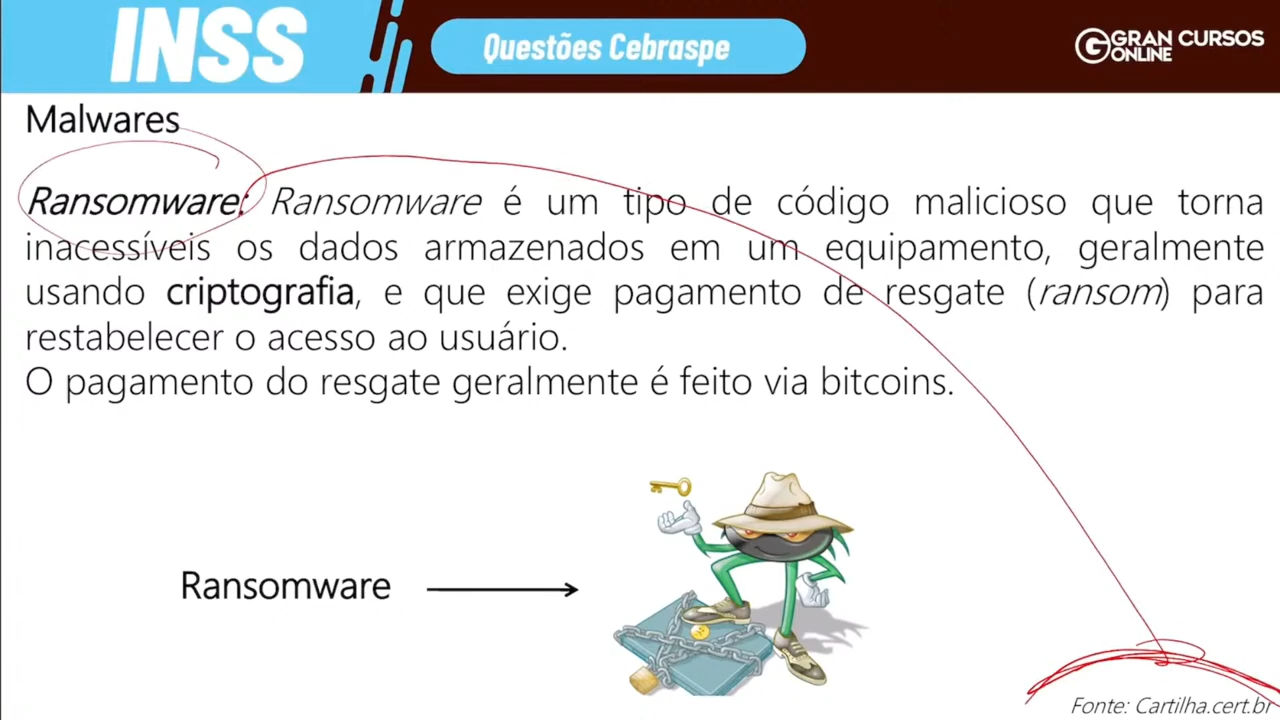 INSS
Questões Cebraspe
GRAN CURSOS
ONLINE
Malwares
Ransomware: Ransomware é um tipo de código malicioso que torna
inacessíveis os dados armazenados em um equipamento, geralmente
usando criptografia, e que exige pagamento de resgate (ransom) para
restabelecer o acesso ao usuário.
O pagamento do resgate geralmente é feito via bitcoins.
Ransomware
Fonte: Cartilha.cert.br